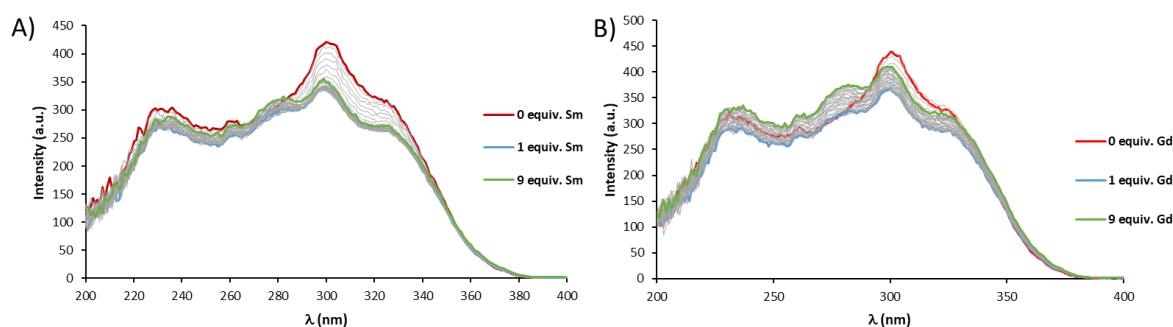 A)
450
400
350
300
250
200
150
100
50
0
Intensity (a.u.)
200 220 240 260 280 300 320 340 360 380 400
λ (nm)
0 equiv. Sm
1 equiv. Sm
9 equiv. Sm
B)
500
450
400
350
300
250
200
150
100
50
0
Intensity (a.u.)
200 250 300 350 400
λ (nm)
0 equiv. Gd
1 equiv. Gd
9 equiv. Gd